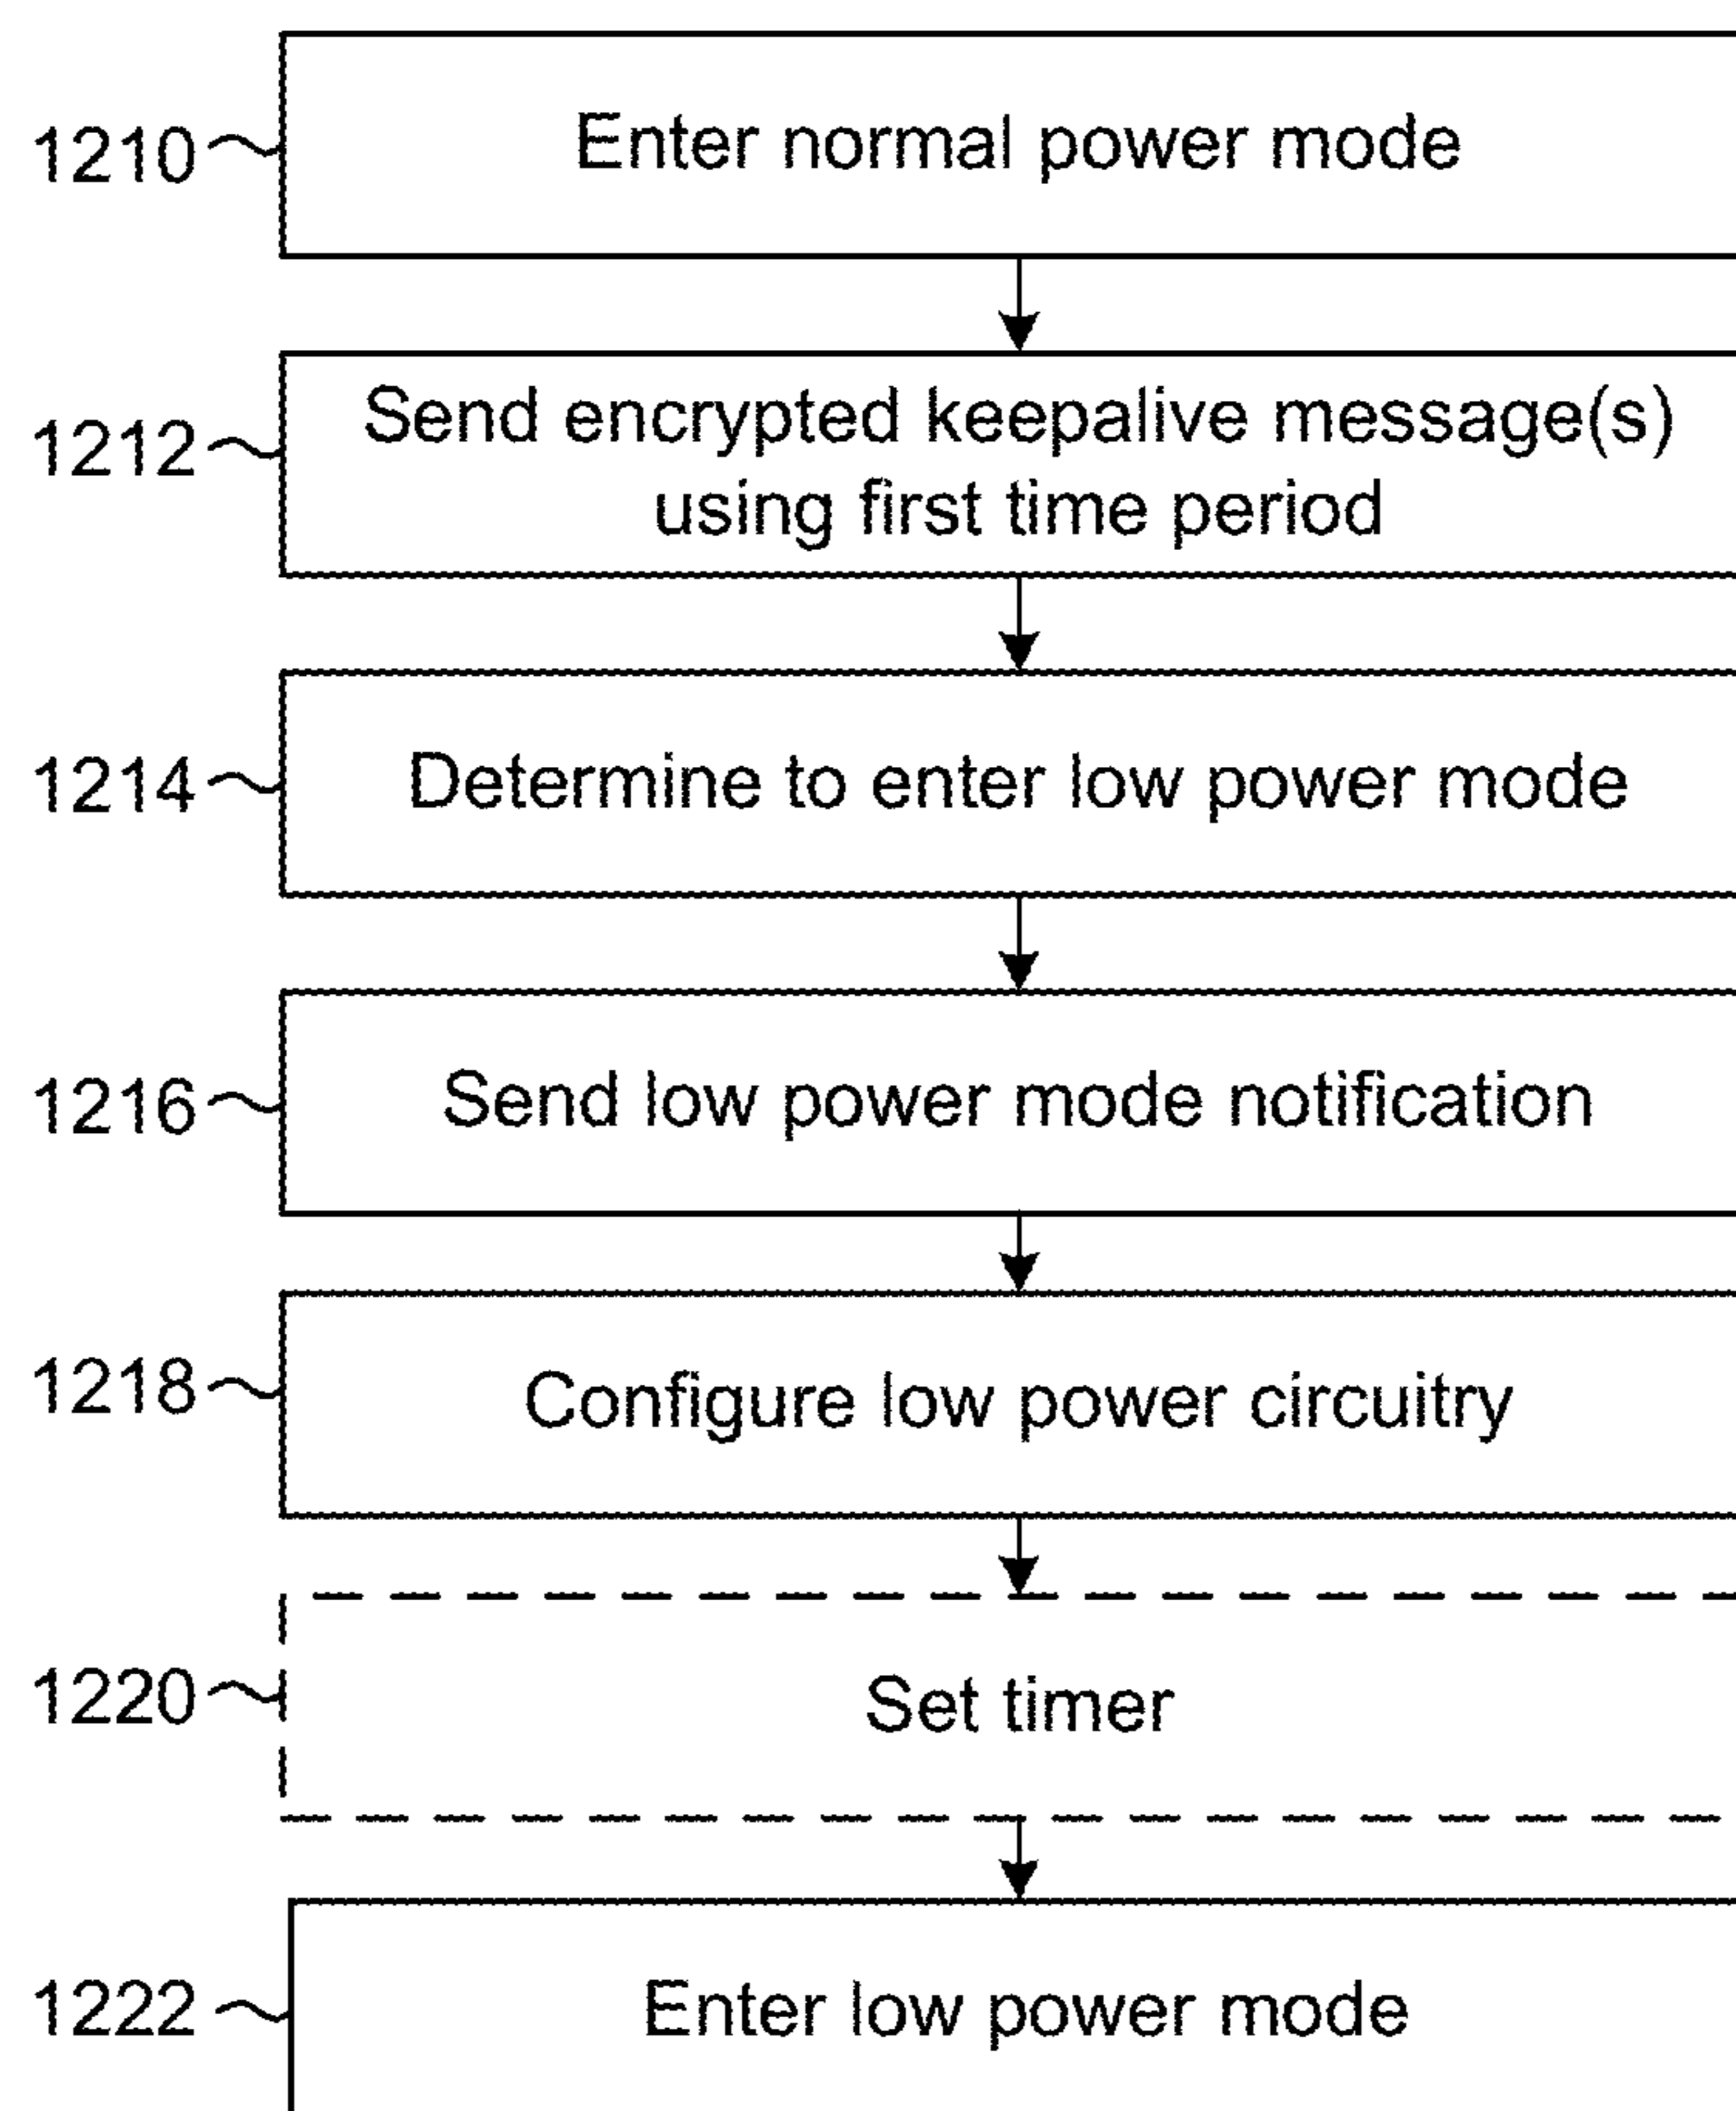 1210
Enter normal power mode
1212
Send encrypted keepalive message(s)
using first time period
1214
Determine to enter low power mode
1216
Send low power mode notification
1218
Configure low power circuitry
1220
Set timer
1222
Enter low power mode